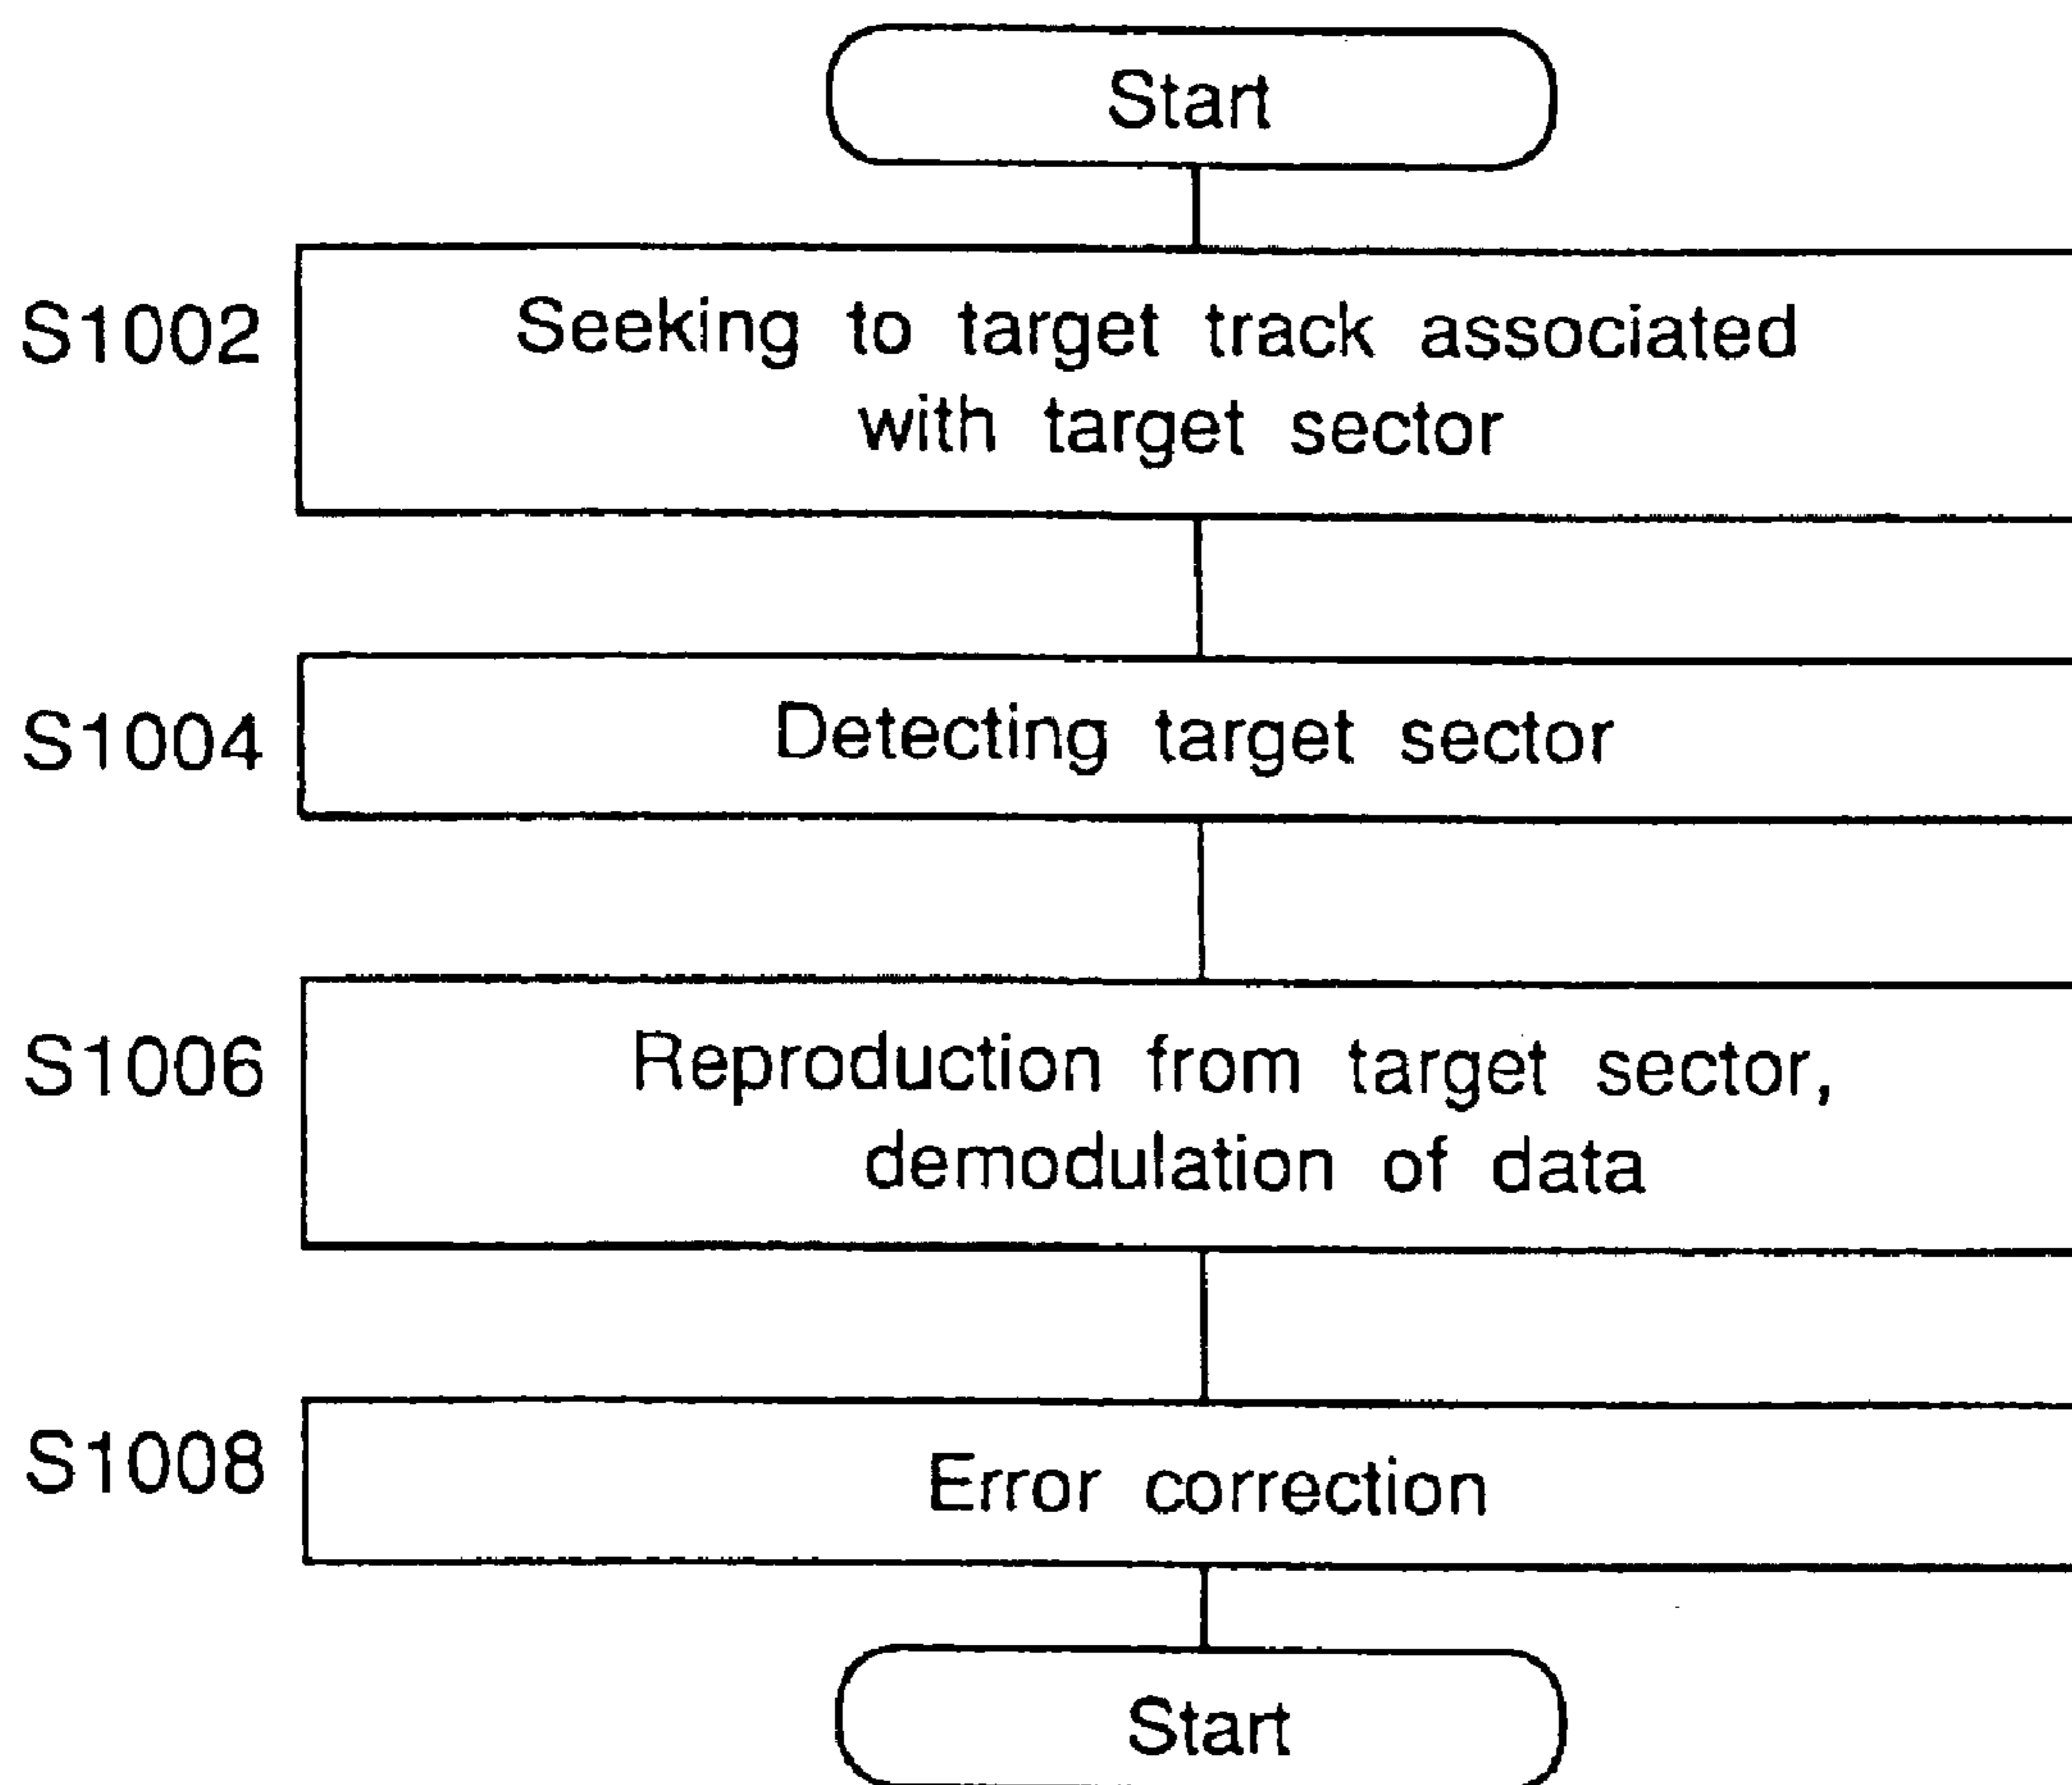 Start
S1002
Seeking to target track associated
with target sector
S1004
Detecting target sector
S1006
Reproduction from target sector,
demodulation of data
S1008
Error correction
Start